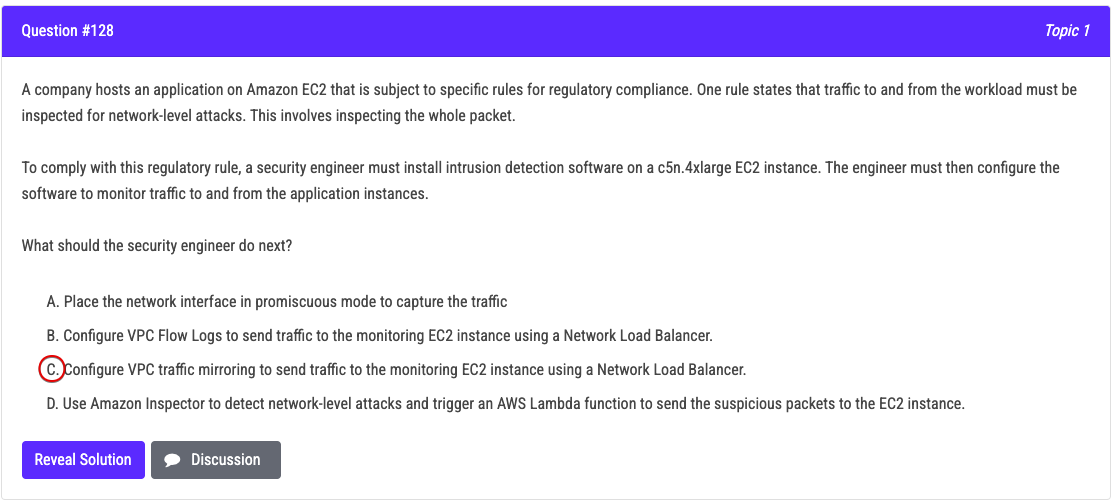 Question #128
Topic 1
A company hosts an application on Amazon EC2 that is subject to specific rules for regulatory compliance. One rule states that traffic to and from the workload must be
inspected for network-level attacks. This involves inspecting the whole packet.
To comply with this regulatory rule, a security engineer must install intrusion detection software on a c5n.4xlarge EC2 instance. The engineer must then configure the
software to monitor traffic to and from the application instances.
What should the security engineer do next?
A. Place the network interface in promiscuous mode to capture the traffic
B. Configure VPC Flow Logs to send traffic to the monitoring EC2 instance using a Network Load Balancer.
C. Configure VPC traffic mirroring to send traffic to the monitoring EC2 instance using a Network Load Balancer.
D. Use Amazon Inspector to detect network-level attacks and trigger an AWS Lambda function to send the suspicious packets to the EC2 instance.
Reveal Solution
Discussion